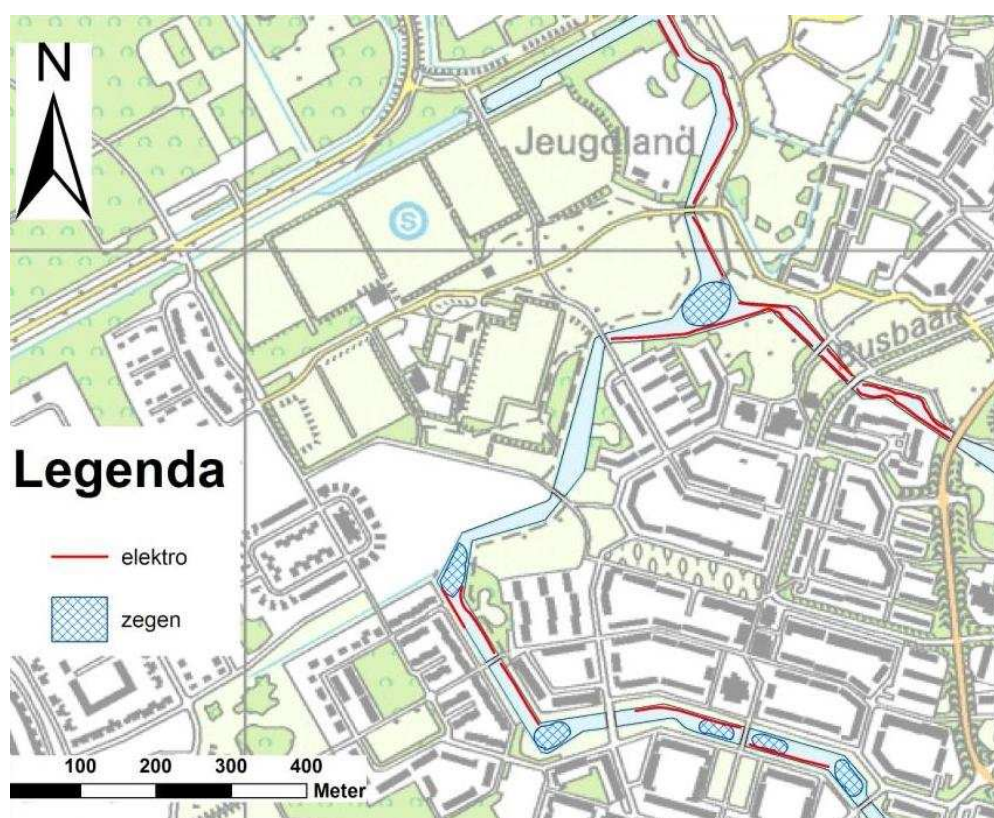 N
Jeugdland
S
Busbaan
Legenda
elektro
zegen
100 200 300 400
Meter